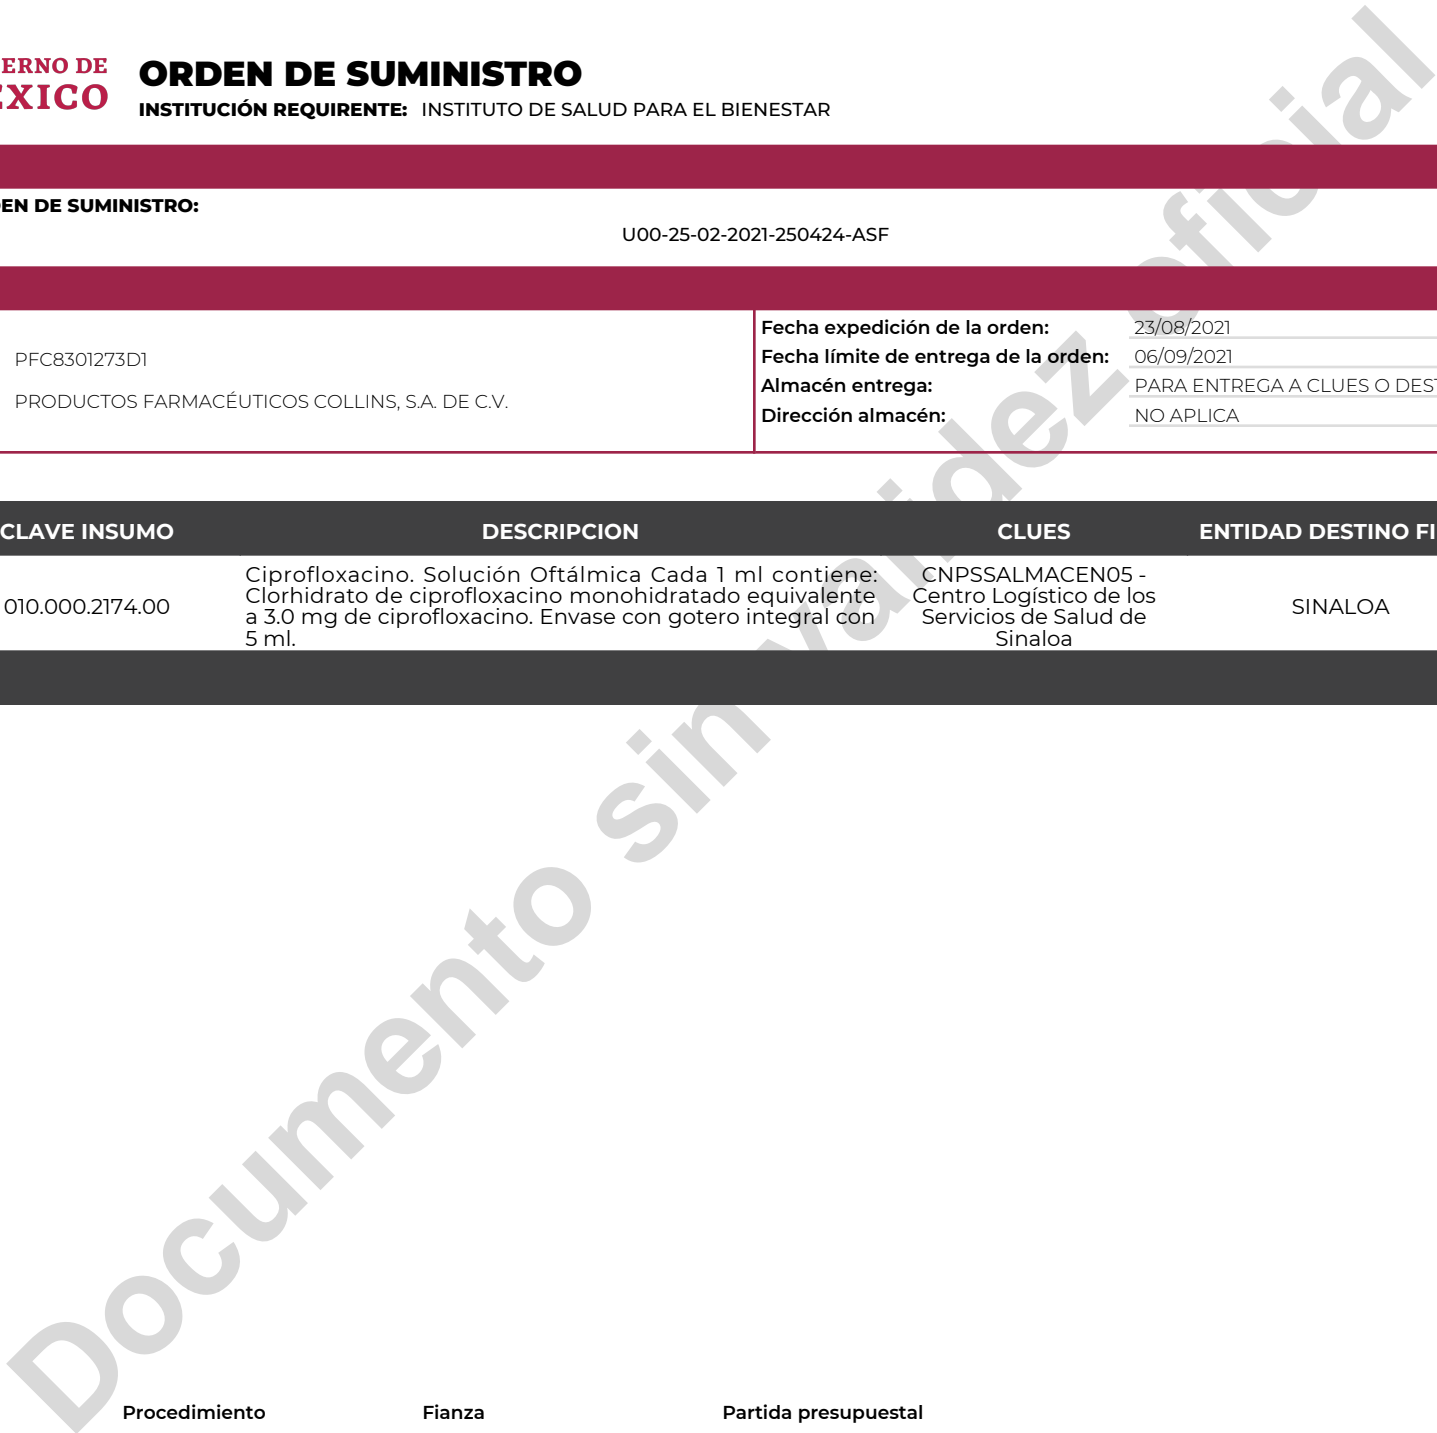 ERNO DE
EXICO
ORDEN DE SUMINISTRO
INSTITUCIÓN REQUIRENTE: INSTITUTO DE SALUD PARA EL BIENESTAR
EN DE SUMINISTRO:
U00-25-02-2021-250424-ASF
PFC8301273D1
PRODUCTOS FARMACÉUTICOS COLLINS, S.A. DE C.V.
Fecha expedición de la orden: 23/08/2021
Fecha límite de entrega de la orden: 06/09/2021
Almacén entrega: PARA ENTREGA A CLUES O DEST
Dirección almacén: NO APLICA
CLAVE INSUMO DESCRIPCION CLUES ENTIDAD DESTINO FI
010.000.2174.00
Ciprofloxacino. Solución Oftálmica Cada 1 ml contiene:
Clorhidrato de ciprofloxacino monohidratado equivalente
a 3.0 mg de ciprofloxacino. Envase con gotero integral con
5 ml.
CNPSSALMACEN05 -
Centro Logístico de los
Servicios de Salud de
Sinaloa
SINALOA
Documento sin validez oficial
Procedimiento Fianza Partida presupuestal